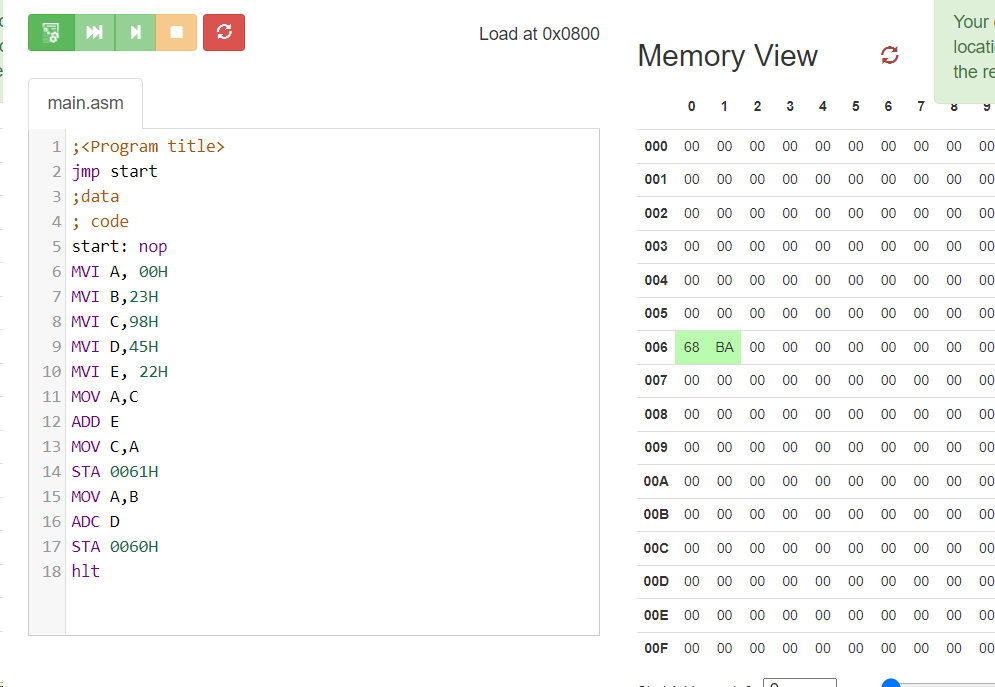 Load at 0x0800
Your
locati
the re
main.asm
1 ;<Program title>
2 jmp start
3 ;data
4 ; code
5 start: nop
6 MVI A, 00H
7 MVI B,23H
8 MVI C,98H
9 MVI D,45H
10 MVI E, 22H
11 MOV A,C
12 ADD E
13 MOV C,A
14 STA 0061H
15 MOV A,B
16 ADC D
17 STA 0060H
18 hlt
Memory View
0 1 2 3 4 5 6 7 8 9
000 00 00 00 00 00 00 00 00 00 00
001 00 00 00 00 00 00 00 00 00 00
002 00 00 00 00 00 00 00 00 00 00
003 00 00 00 00 00 00 00 00 00 00
004 00 00 00 00 00 00 00 00 00 00
005 00 00 00 00 00 00 00 00 00 00
006 68 BA 00 00 00 00 00 00 00 00
007 00 00 00 00 00 00 00 00 00 00
008 00 00 00 00 00 00 00 00 00 00
009 00 00 00 00 00 00 00 00 00 00
00A 00 00 00 00 00 00 00 00 00 00
00B 00 00 00 00 00 00 00 00 00 00
00C 00 00 00 00 00 00 00 00 00 00
00D 00 00 00 00 00 00 00 00 00 00
00E 00 00 00 00 00 00 00 00 00 00
00F 00 00 00 00 00 00 00 00 00 00